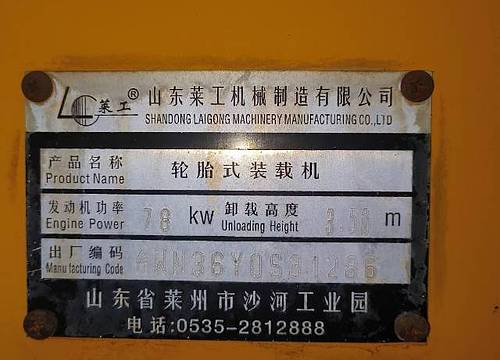 莱工® 山东莱工机械制造有限公司
SHANDONG LAIGONG MACHINERY MANUFACTURING CO.,LTD
产品名称 轮胎式装载机
Product Name
发动机功率 78 kw 卸载高度 m
Engine Power Unloading Height
出厂编码
Manufacturing Code
山东省莱州市沙河工业园
电话:0535-2812888